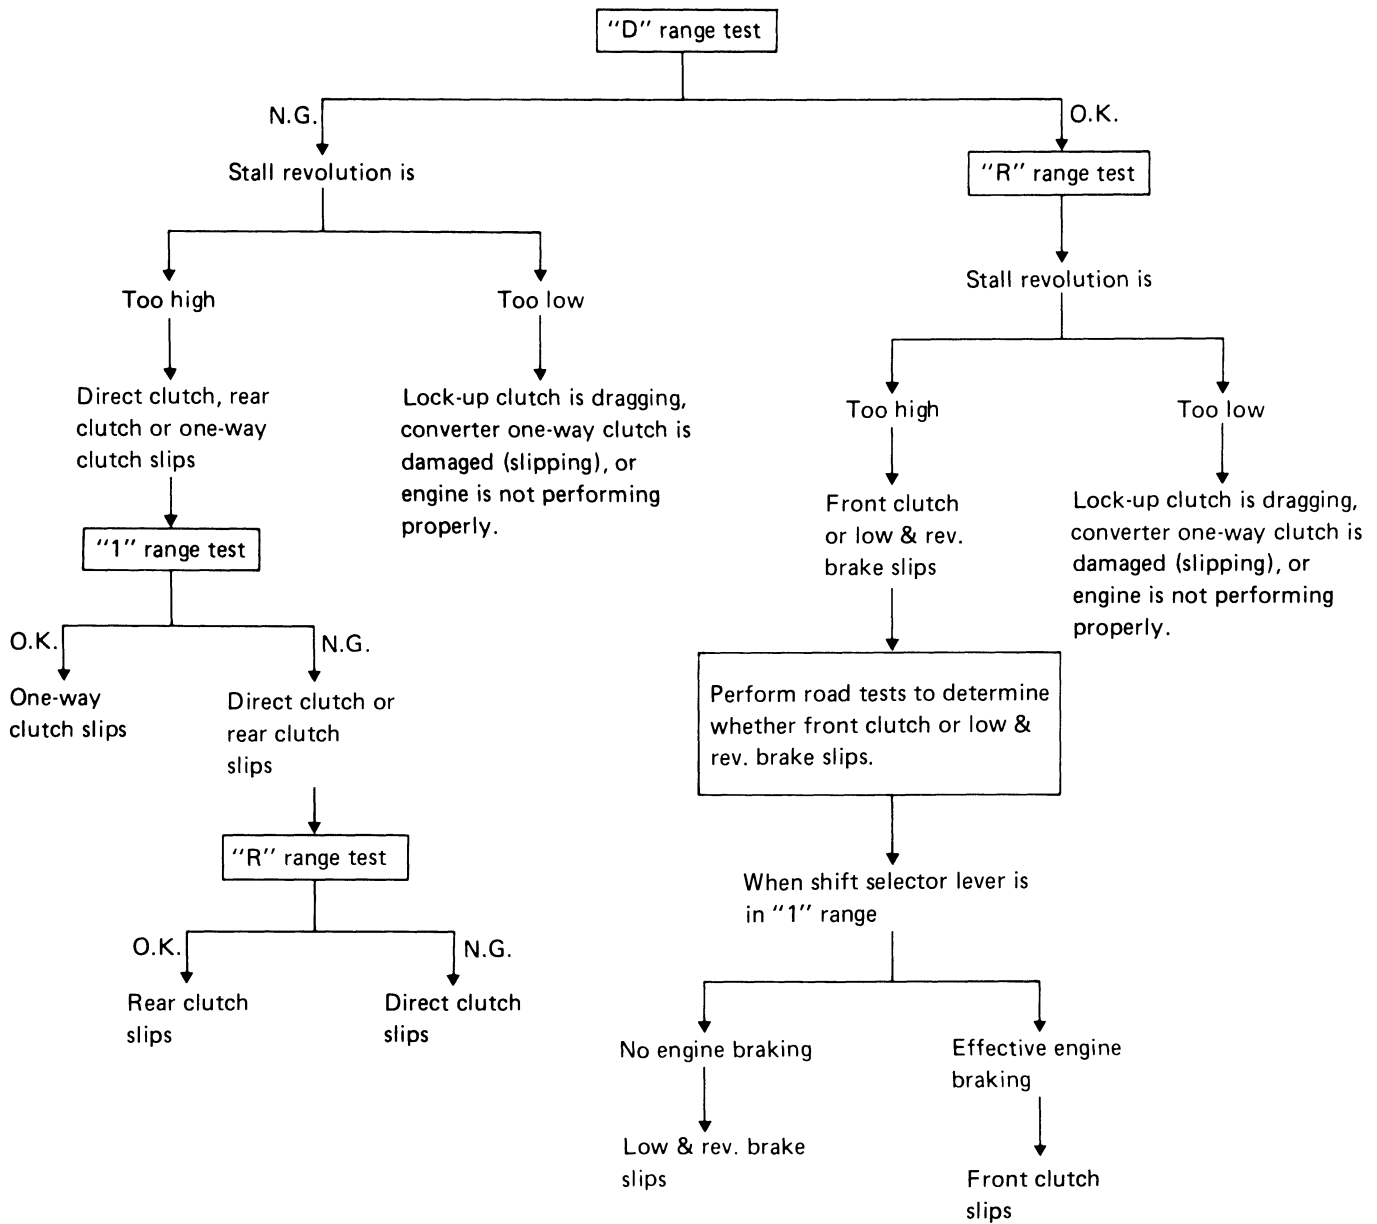 “D” range test
N.G.
O.K.
Stall revolution is
“R” range test
Stall revolution is
Too high
Too low
Direct clutch, rear
clutch or one-way
clutch slips
Lock-up clutch is dragging,
converter one-way clutch is
damaged (slipping), or
engine is not performing
properly.
Too high
Too low
Front clutch
or low & rev.
brake slips
Lock-up clutch is dragging,
converter one-way clutch is
damaged (slipping), or
engine is not performing
properly.
“1” range test
O.K.
N.G.
One-way
clutch slips
Direct clutch or
rear clutch
slips
Perform road tests to determine
whether front clutch or low &
rev. brake slips.
“R” range test
When shift selector lever is
in “1” range
O.K.
N.G.
Rear clutch
slips
Direct clutch
slips
No engine braking
Effective engine
braking
Low & rev. brake
slips
Front clutch
slips